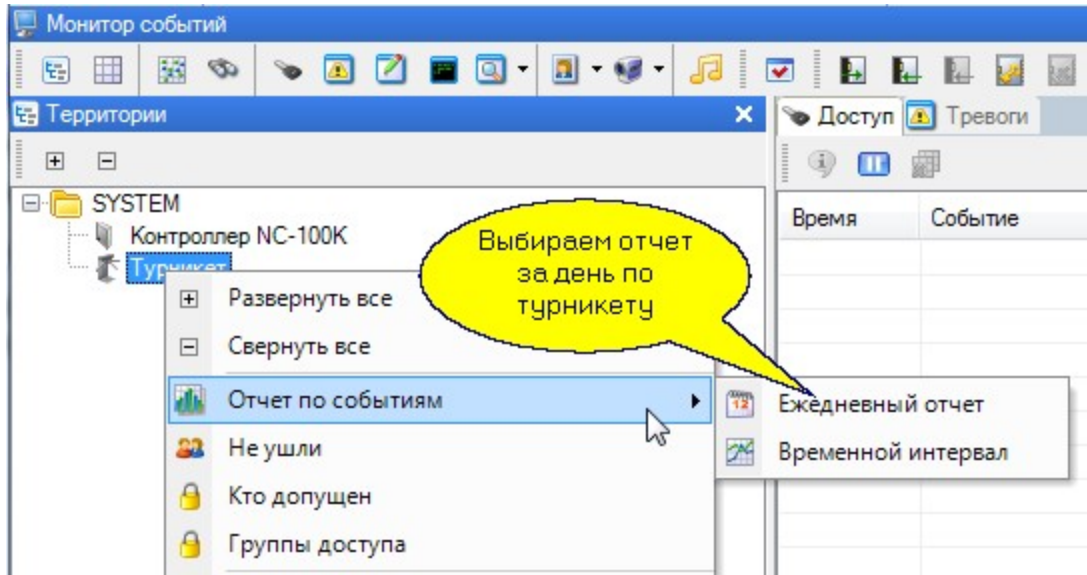 Монитор событий
Территории
Доступ
Тревоги
SYSTEM
Контроллер NC-100K
Турникет
Время
Событие
Выбираем отчет
за день по
турникету
Развернуть все
Свернуть все
Отчет по событиям
Не ушли
Кто допущен
Группы доступа
12
Ежедневный отчет
Временной интервал